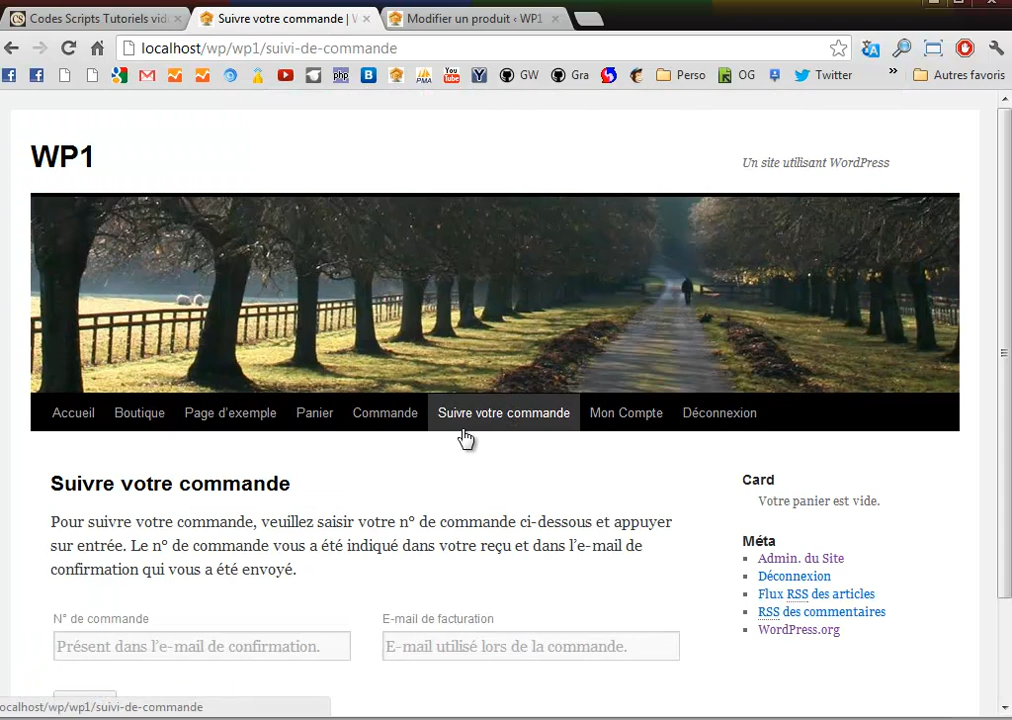 Codes Scripts Tutoriels vid
Suivre votre commande | W
Modifier un produit ‹ WP1
localhost/wp/wp1/suivi-de-commande
php
PMA
You Tube
GW
Gra
Perso
OG
Twitter
»
Autres favoris
WP1
Un site utilisant WordPress
Accueil
Boutique
Page d'exemple
Panier
Commande
Suivre votre commande
Mon Compte
Déconnexion
Suivre votre commande
Pour suivre votre commande, veuillez saisir votre n° de commande ci-dessous et appuyer
sur entrée. Le n° de commande vous a été indiqué dans votre reçu et dans l'e-mail de
confirmation qui vous a été envoyé.
N° de commande
E-mail de facturation
Présent dans l'e-mail de confirmation.
E-mail utilisé lors de la commande.
Card
Votre panier est vide.
Méta
Admin. du Site
Déconnexion
Flux RSS des articles
RSS des commentaires
WordPress.org
localhost/wp/wp1/suivi-de-commande